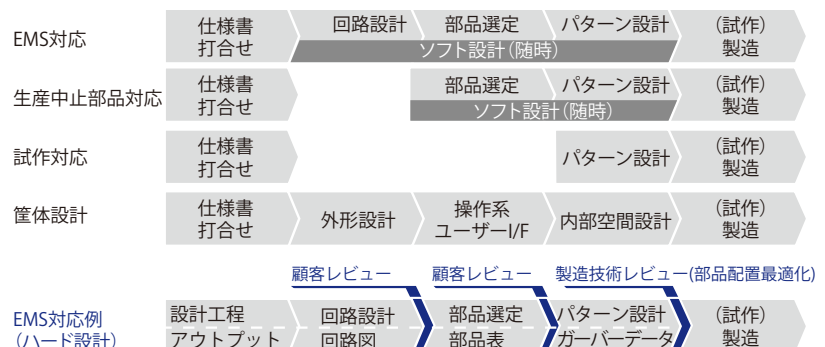 EMS対応
仕様書
打合せ
回路設計
部品選定
パターン設計
(試作)
製造
ソフト設計(随時)
生産中止部品対応
仕様書
打合せ
部品選定
パターン設計
(試作)
製造
ソフト設計(随時)
試作対応
仕様書
打合せ
パターン設計
(試作)
製造
筐体設計
仕様書
打合せ
外形設計
操作系
ユーザーI/F
内部空間設計
(試作)
製造
顧客レビュー
顧客レビュー
製造技術レビュー(部品配置最適化)
EMS対応例
(ハード設計)
設計工程
アウトプット
回路設計
回路図
部品選定
部品表
パターン設計
ガーバーデータ
(試作)
製造